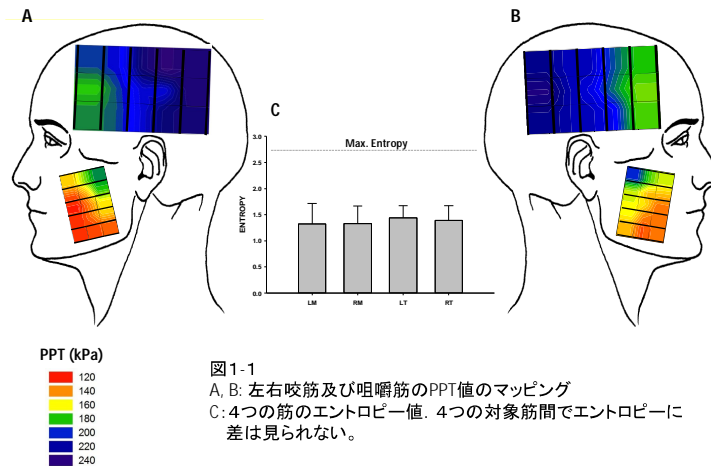 A
B
C
Max. Entropy
3.0
2.5
2.0
1.5
1.0
0.5
0.0
ENTROPY
LM RM LT RT
PPT (kPa)
120
140
160
180
200
220
240
図1-1
A, B: 左右咬筋及び咀嚼筋のPPT値のマッピング
C:4つの筋のエントロピー値. 4つの対象筋間でエントロピーに
差は見られない。